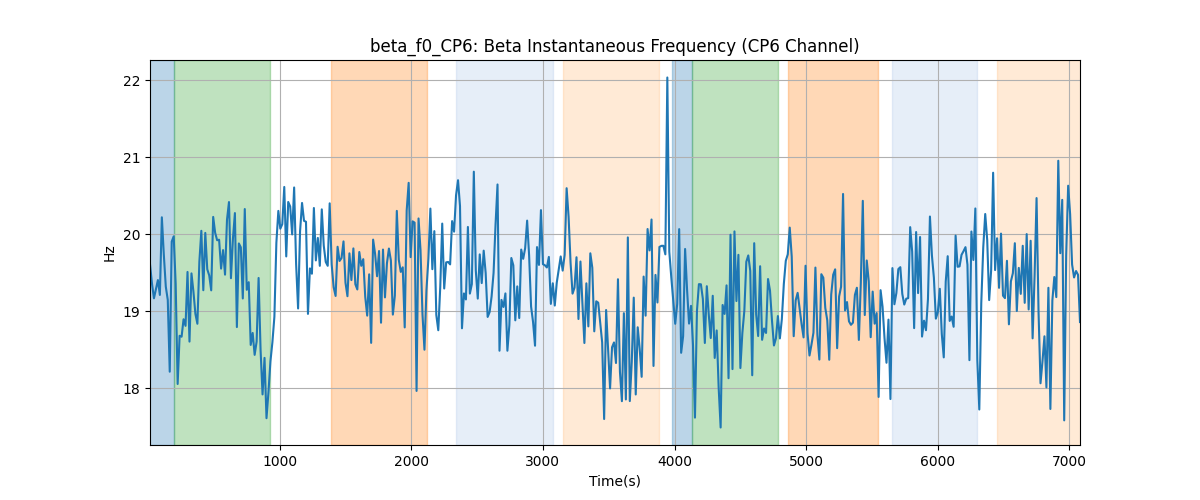 beta_f0_CP6: Beta Instantaneous Frequency (CP6 Channel)
22
21
20
19
18
Hz
1000 2000 3000 4000 5000 6000 7000
Time(s)